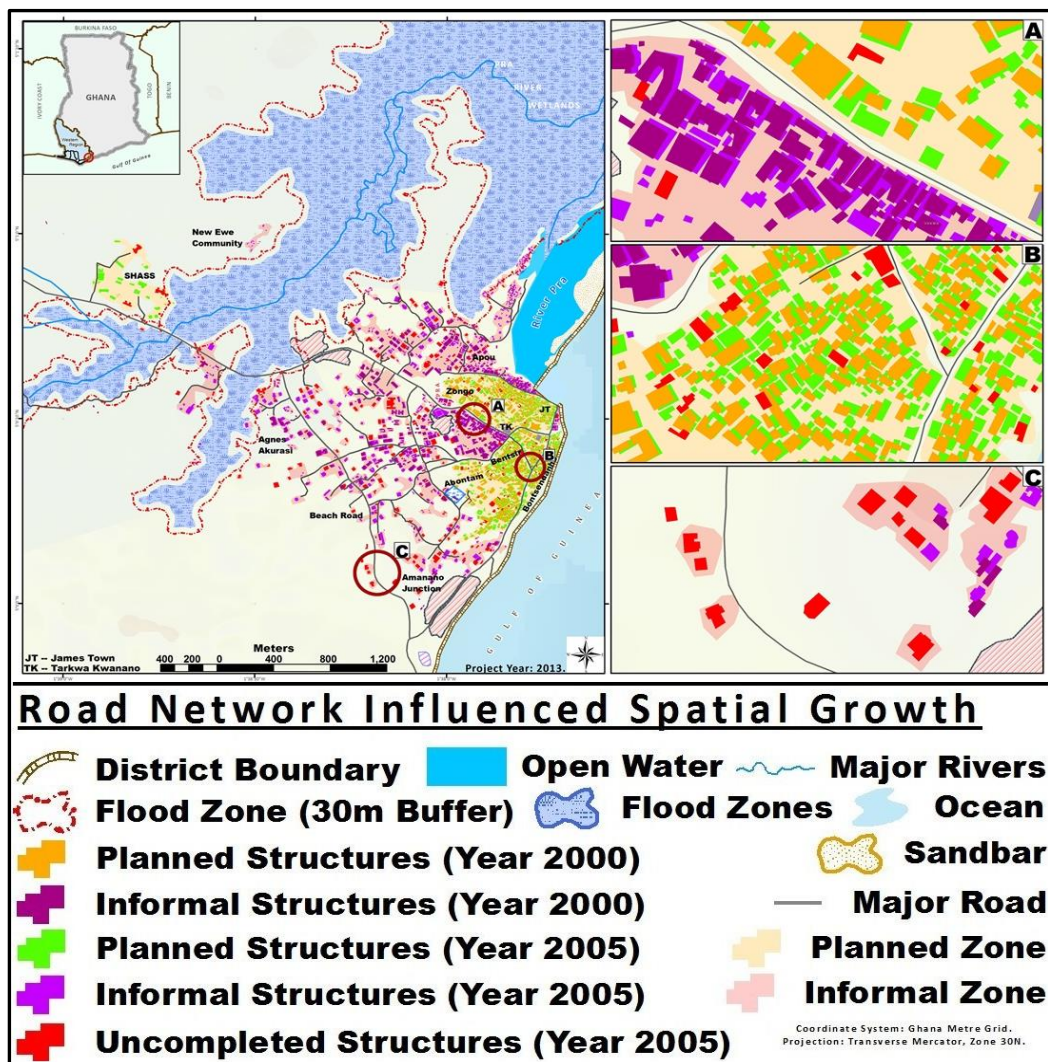 BURKINA FASO
IVORY COAST
GHANA
TOGO
BENIN
Western
Region
Gulf Of Guinea
PRA
RIVER
WETLANDS
New Ewe
Community
SHASS
River Pra
Apou
Zongo
A
JT
TK
Agnes
Akurasi
Bentsir
B
Abontam
Beach Road
C
Amanano
Junction
GULF OF GUINEA
Meters
400 200 0 400 800 1,200
JT -- James Town
TK -- Tarkwa Kwanano
Project Year: 2013.
A
B
C
Road Network Influenced Spatial Growth
District Boundary
Open Water
Major Rivers
Flood Zone (30m Buffer)
Flood Zones
Ocean
Planned Structures (Year 2000)
Sandbar
Informal Structures (Year 2000)
Major Road
Planned Structures (Year 2005)
Planned Zone
Informal Structures (Year 2005)
Informal Zone
Uncompleted Structures (Year 2005)
Coordinate System: Ghana Metre Grid.
Projection: Transverse Mercator, Zone 30N.